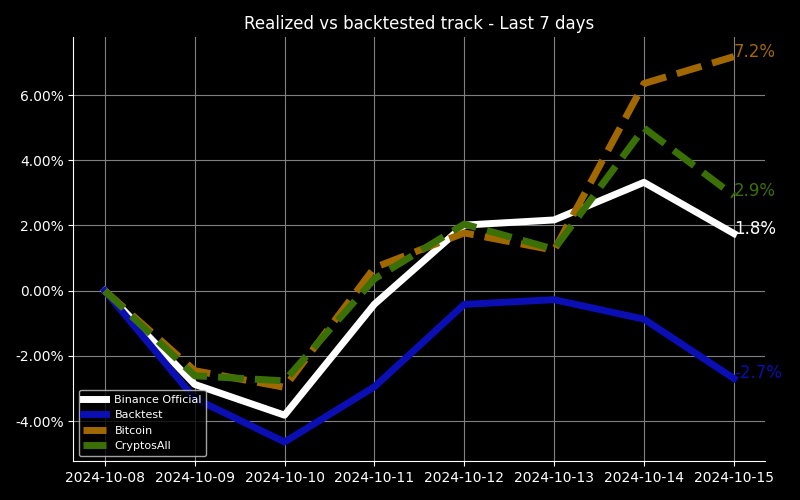 Realized vs backtested track - Last 7 days
7.2%
6.00%
4.00%
2.9%
2.00%
1.8%
0.00%
-2.00%
-2.7%
-4.00%
Binance Official
Backtest
Bitcoin
CryptosAll
2024-10-08 2024-10-09 2024-10-10 2024-10-11 2024-10-12 2024-10-13 2024-10-14 2024-10-15